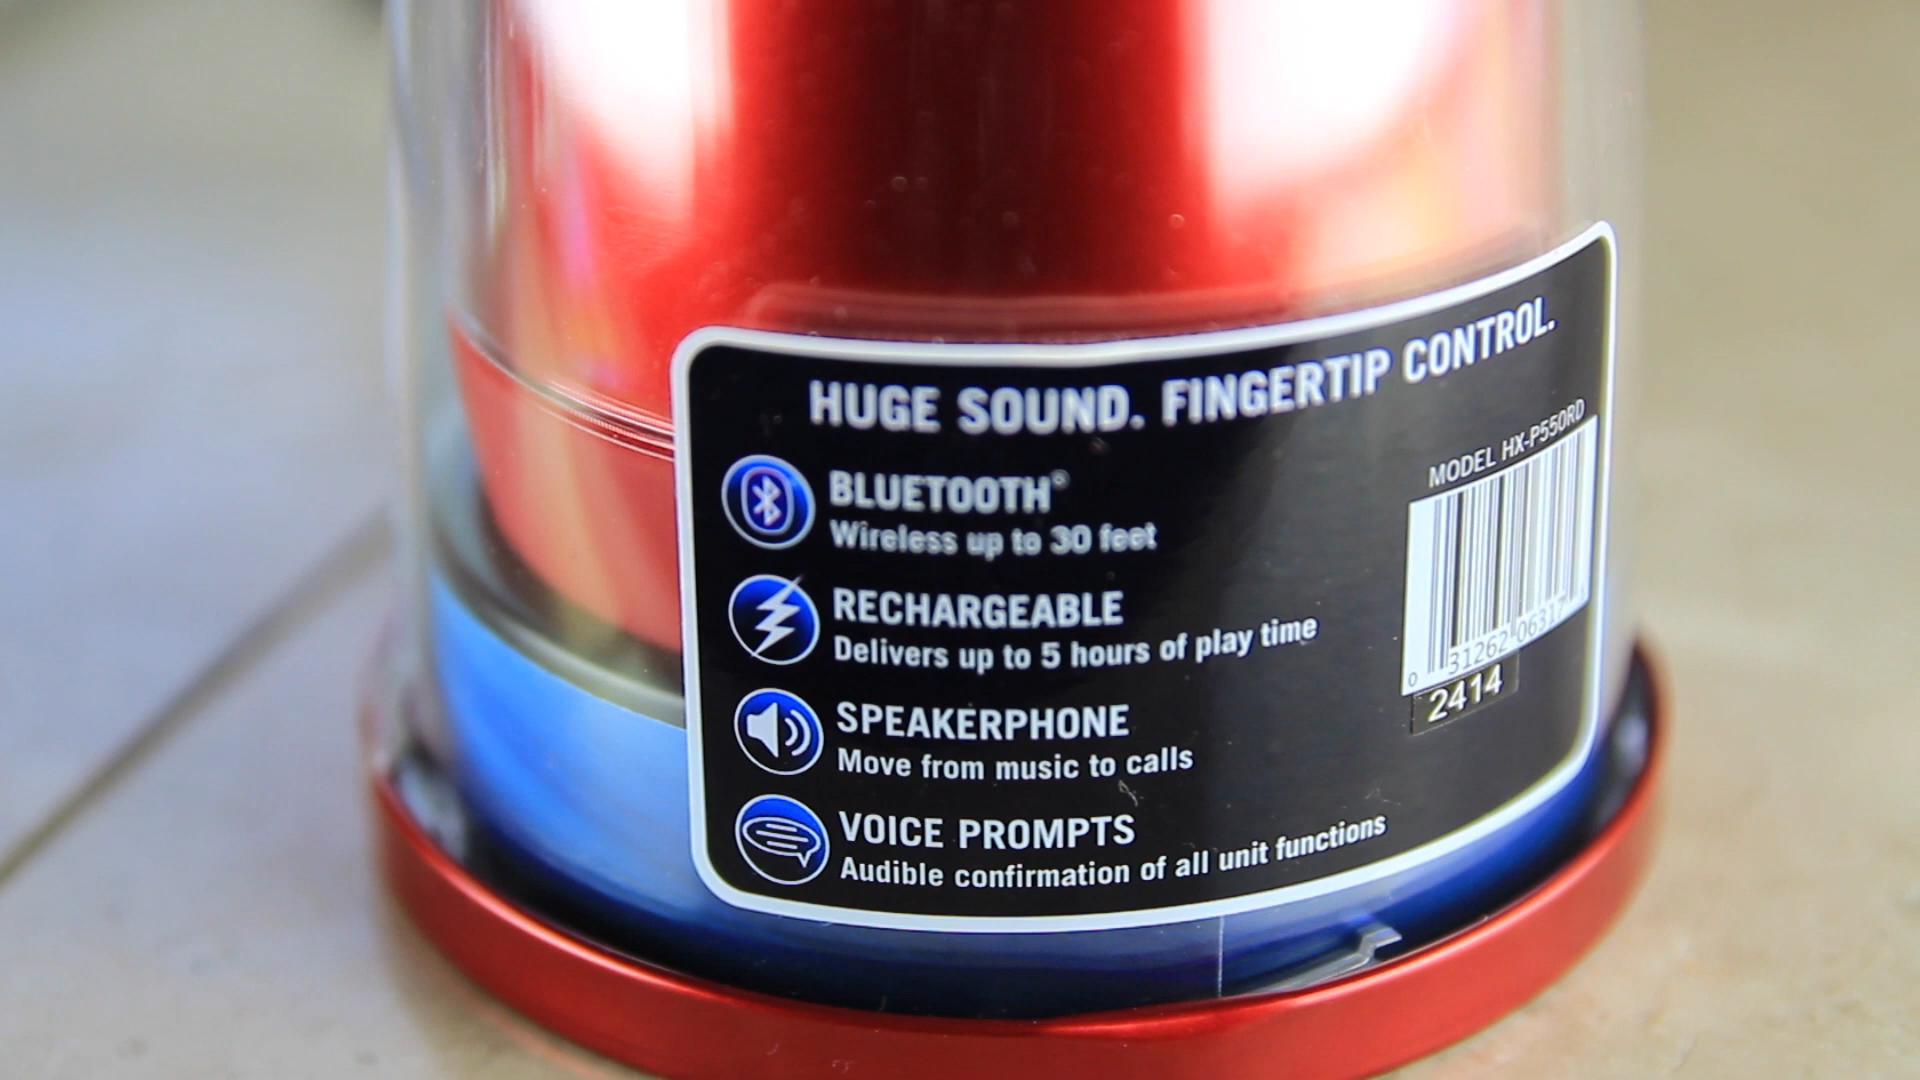 HUGE SOUND. FINGERTIP CONTROL.
MODEL HX-P550RD
BLUETOOTH®
Wireless up to 30 feet
RECHARGEABLE
Delivers up to 5 hours of play time
SPEAKERPHONE
Move from music to calls
VOICE PROMPTS
Audible confirmation of all unit functions
0 31262 06317
2414